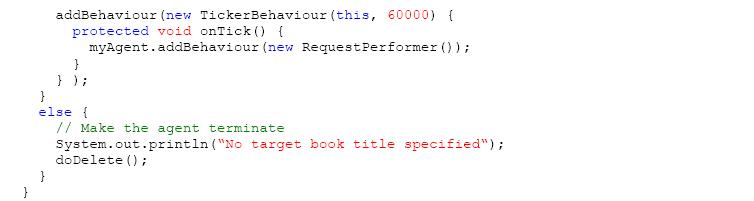 addBehaviour(new TickerBehaviour(this, 60000) {
protected void onTick() {
myAgent.addBehaviour(new RequestPerformer());
}
} );
}
else {
// Make the agent terminate
System.out.println(“No target book title specified“);
doDelete();
}
}